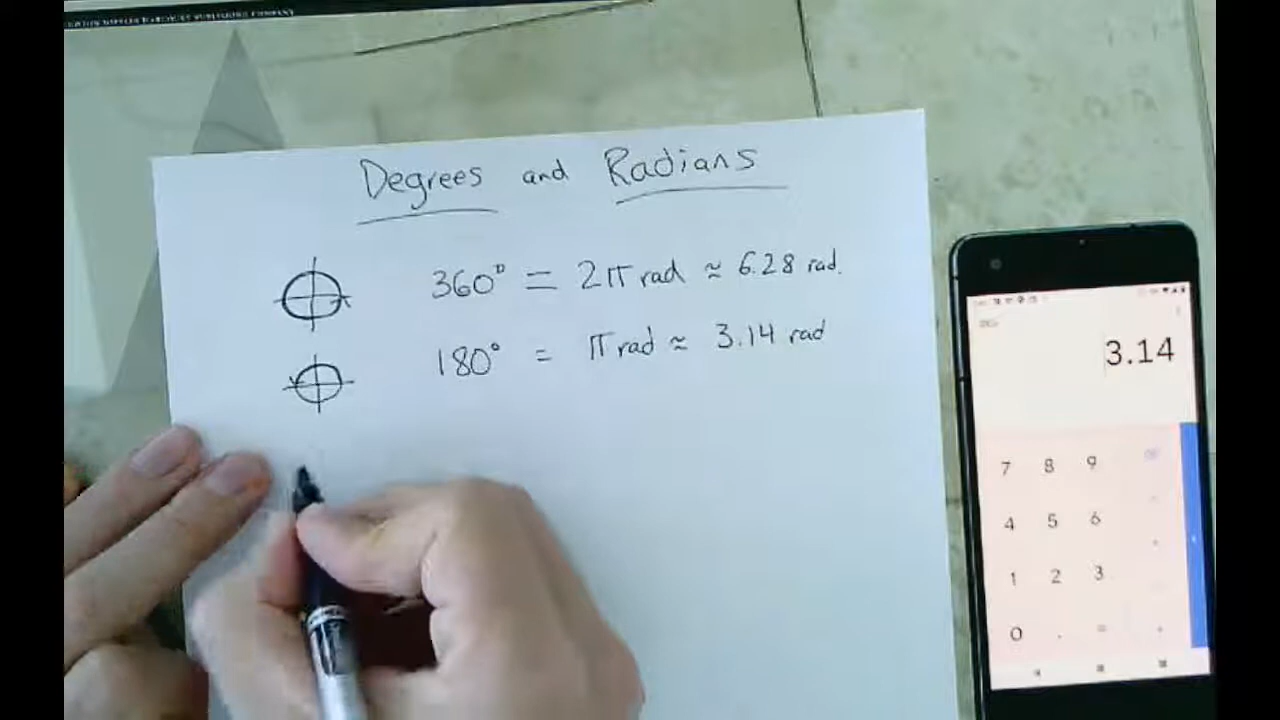 Degrees and Radians
360° = 2π rad ≈ 6.28 rad.
180° = π rad ≈ 3.14 rad
3.14
7 8 9
4 5 6
1 2 3
0 . =